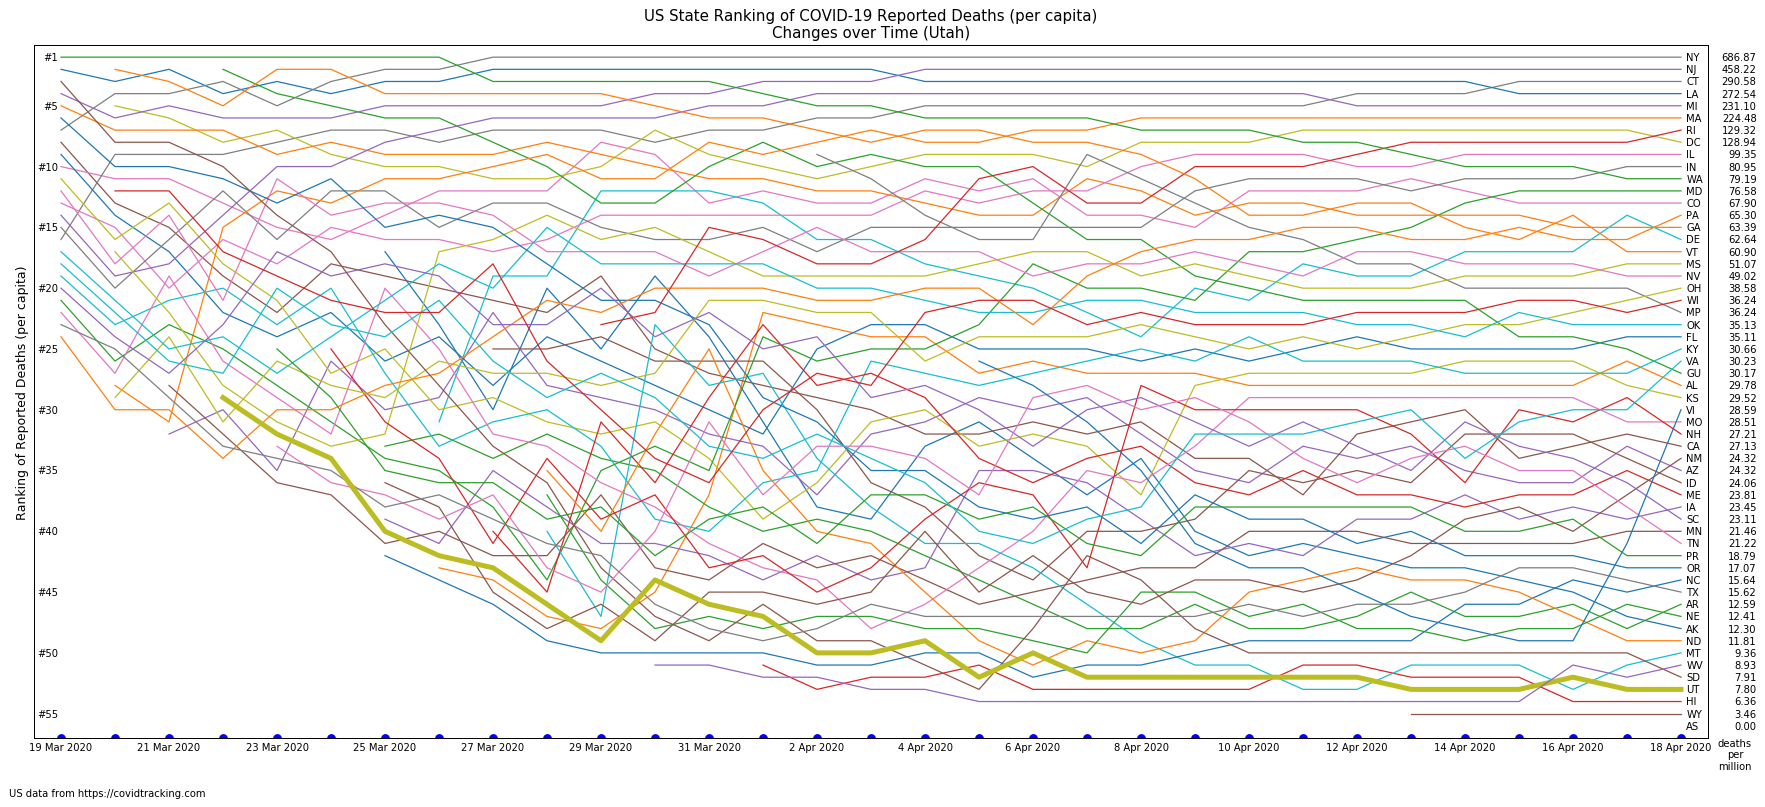 US State Ranking of COVID-19 Reported Deaths (per capita)
Changes over Time (Utah)
Ranking of Reported Deaths (per capita)
#1
#5
#10
#15
#20
#25
#30
#35
#40
#45
#50
#55
NY 686.87
NJ 458.22
CT 290.58
LA 272.54
MI 231.10
MA 224.48
RI 129.32
DC 128.94
IL 99.35
IN 80.95
WA 79.19
MD 76.58
CO 67.90
PA 65.30
GA 63.39
DE 62.64
VT 60.90
MS 51.07
NV 49.02
OH 38.58
WI 36.24
MP 36.24
OK 35.13
FL 35.11
KY 30.66
VA 30.23
GU 30.17
AL 29.78
KS 29.52
VI 28.59
MO 28.51
NH 27.21
CA 27.13
NM 24.32
AZ 24.32
ID 24.06
ME 23.81
IA 23.45
SC 23.11
MN 21.46
TN 21.22
PR 18.79
OR 17.07
NC 15.64
TX 15.62
AR 12.59
NE 12.41
AK 12.30
ND 11.81
MT 9.36
WV 8.93
SD 7.91
UT 7.80
HI 6.36
WY 3.46
AS 0.00
19 Mar 2020 21 Mar 2020 23 Mar 2020 25 Mar 2020 27 Mar 2020 29 Mar 2020 31 Mar 2020 2 Apr 2020 4 Apr 2020 6 Apr 2020 8 Apr 2020 10 Apr 2020 12 Apr 2020 14 Apr 2020 16 Apr 2020 18 Apr 2020
deaths
per
million
US data from https://covidtracking.com